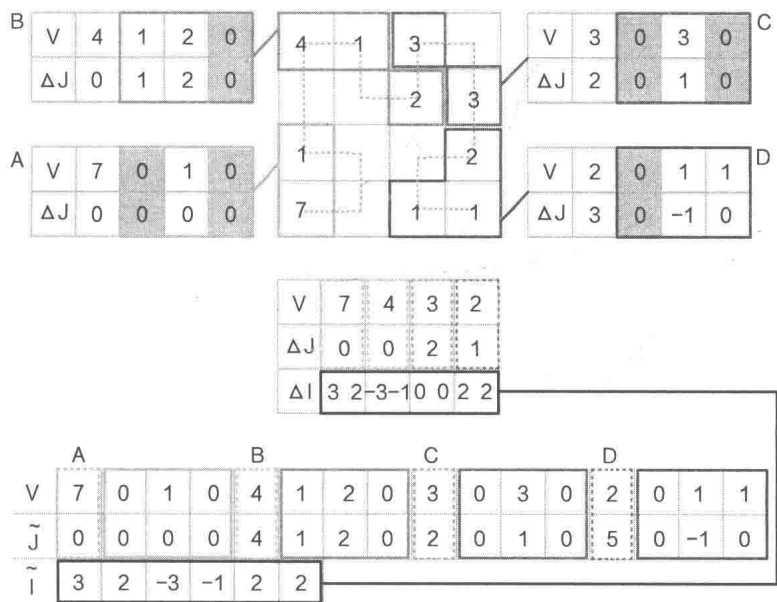 B
V 4 1 2 0
ΔJ 0 1 2 0
4 1 3
2 3
1 2
7 1 1
V 3 0 3 0
ΔJ 2 0 1 0
C
A
V 7 0 1 0
ΔJ 0 0 0 0
V 2 0 1 1
ΔJ 3 0 −1 0
D
V 7 4 3 2
ΔJ 0 0 2 1
ΔI 3 2 −3 −1 0 0 2 2
A B C D
V 7 0 1 0 4 1 2 0 3 0 3 0 2 0 1 1
J̃ 0 0 0 0 4 1 2 0 2 0 1 0 5 0 −1 0
Ĩ 3 2 −3 −1 2 2